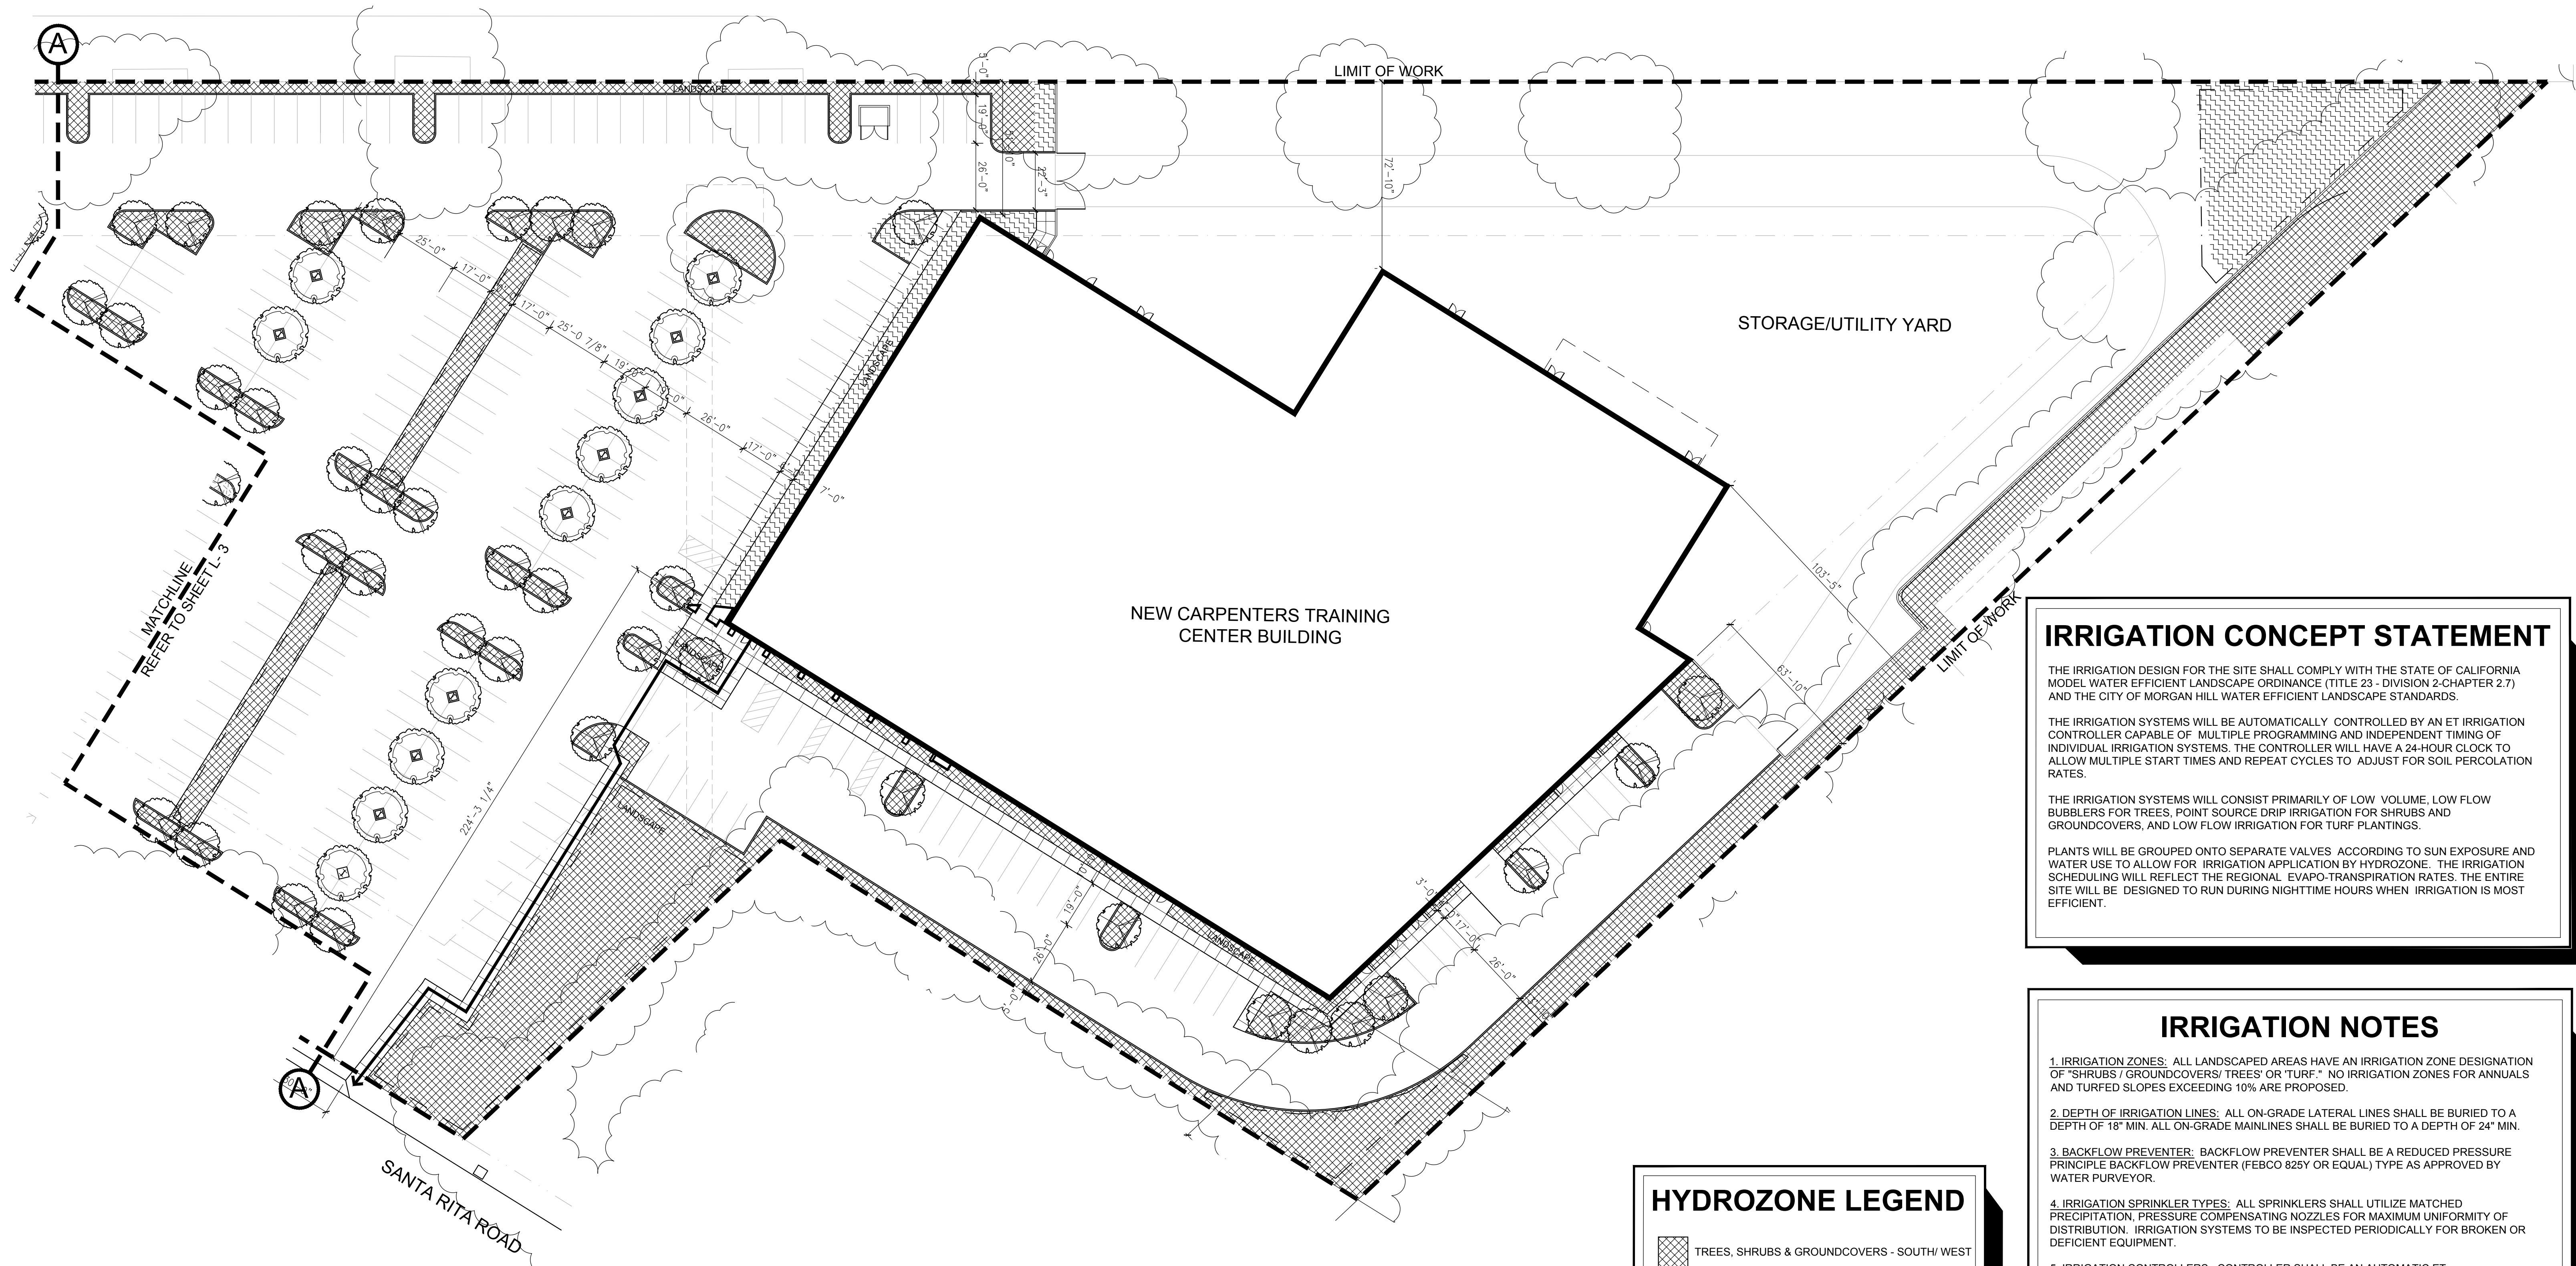 A
LIMIT OF WORK
LANDSCAPE
5'-0"
19'-0"
26'-0"
22'-3"
72'-10"
25'-0"
17'-0"
17'-0"
25'-0 7/8"
26'-0"
17'-0"
7'-0"
LANDSCAPE
STORAGE/UTILITY YARD
MATCHLINE
REFER TO SHEET L- 3
NEW CARPENTERS TRAINING
CENTER BUILDING
103'-5"
63'-10"
LIMIT OF WORK
LANDSCAPE
LANDSCAPE
224'-3 1/4"
19'-0"
26'-0"
5'-0"
LANDSCAPE
3'-0"
17'-0"
26'-0"
A
SANTA RITA ROAD
IRRIGATION CONCEPT STATEMENT
THE IRRIGATION DESIGN FOR THE SITE SHALL COMPLY WITH THE STATE OF CALIFORNIA
MODEL WATER EFFICIENT LANDSCAPE ORDINANCE (TITLE 23 - DIVISION 2-CHAPTER 2.7)
AND THE CITY OF MORGAN HILL WATER EFFICIENT LANDSCAPE STANDARDS.
THE IRRIGATION SYSTEMS WILL BE AUTOMATICALLY CONTROLLED BY AN ET IRRIGATION
CONTROLLER CAPABLE OF MULTIPLE PROGRAMMING AND INDEPENDENT TIMING OF
INDIVIDUAL IRRIGATION SYSTEMS. THE CONTROLLER WILL HAVE A 24-HOUR CLOCK TO
ALLOW MULTIPLE START TIMES AND REPEAT CYCLES TO ADJUST FOR SOIL PERCOLATION
RATES.
THE IRRIGATION SYSTEMS WILL CONSIST PRIMARILY OF LOW VOLUME, LOW FLOW
BUBBLERS FOR TREES, POINT SOURCE DRIP IRRIGATION FOR SHRUBS AND
GROUNDCOVERS, AND LOW FLOW IRRIGATION FOR TURF PLANTINGS.
PLANTS WILL BE GROUPED ONTO SEPARATE VALVES ACCORDING TO SUN EXPOSURE AND
WATER USE TO ALLOW FOR IRRIGATION APPLICATION BY HYDROZONE. THE IRRIGATION
SCHEDULING WILL REFLECT THE REGIONAL EVAPO-TRANSPIRATION RATES. THE ENTIRE
SITE WILL BE DESIGNED TO RUN DURING NIGHTTIME HOURS WHEN IRRIGATION IS MOST
EFFICIENT.
IRRIGATION NOTES
1. IRRIGATION ZONES: ALL LANDSCAPED AREAS HAVE AN IRRIGATION ZONE DESIGNATION
OF "SHRUBS / GROUNDCOVERS/ TREES' OR 'TURF." NO IRRIGATION ZONES FOR ANNUALS
AND TURFED SLOPES EXCEEDING 10% ARE PROPOSED.
2. DEPTH OF IRRIGATION LINES: ALL ON-GRADE LATERAL LINES SHALL BE BURIED TO A
DEPTH OF 18" MIN. ALL ON-GRADE MAINLINES SHALL BE BURIED TO A DEPTH OF 24" MIN.
3. BACKFLOW PREVENTER: BACKFLOW PREVENTER SHALL BE A REDUCED PRESSURE
PRINCIPLE BACKFLOW PREVENTER (FEBCO 825Y OR EQUAL) TYPE AS APPROVED BY
WATER PURVEYOR.
4. IRRIGATION SPRINKLER TYPES: ALL SPRINKLERS SHALL UTILIZE MATCHED
PRECIPITATION, PRESSURE COMPENSATING NOZZLES FOR MAXIMUM UNIFORMITY OF
DISTRIBUTION. IRRIGATION SYSTEMS TO BE INSPECTED PERIODICALLY FOR BROKEN OR
DEFICIENT EQUIPMENT.
HYDROZONE LEGEND
TREES, SHRUBS & GROUNDCOVERS - SOUTH/ WEST